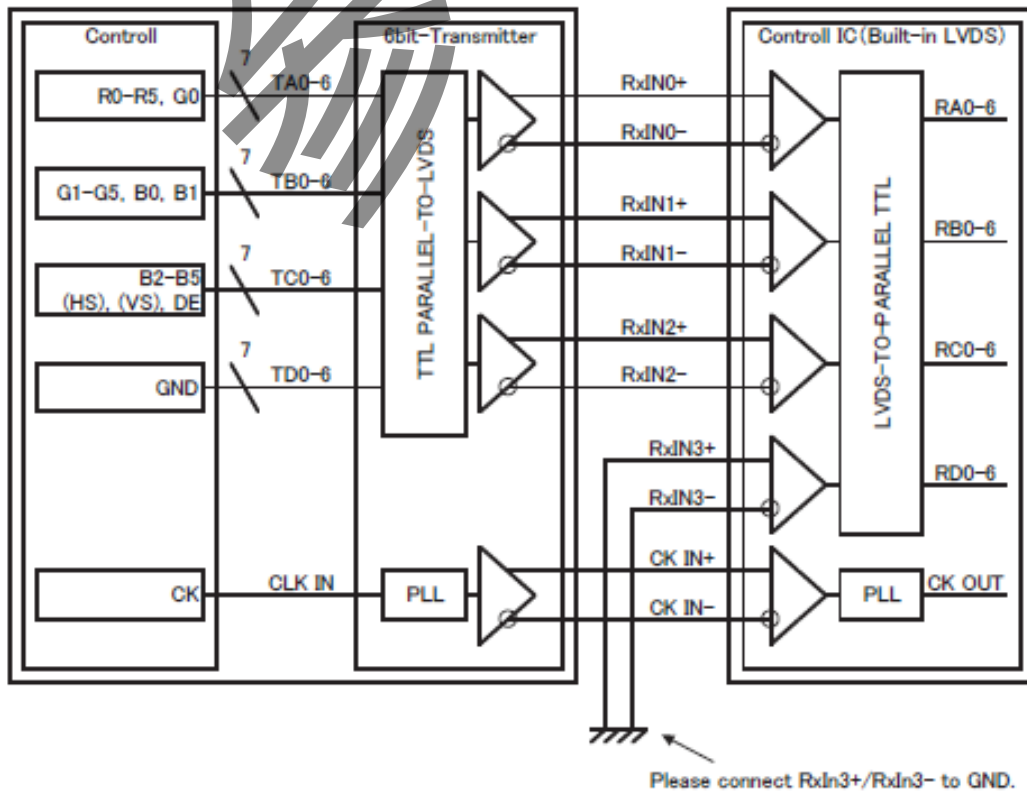 Controll
6bit-Transmitter
Controll IC(Built-in LVDS)
R0-R5, G0
7
TA0-6
G1-G5, B0, B1
7
TB0-6
B2-B5
(HS), (VS), DE
7
TC0-6
GND
7
TD0-6
TTL PARALLEL-TO-LVDS
RxIN0+
RxIN0-
RxIN1+
RxIN1-
RxIN2+
RxIN2-
RxIN3+
RxIN3-
LVDS-TO-PARALLEL TTL
RA0-6
RB0-6
RC0-6
RD0-6
CK
CLK IN
PLL
CK IN+
CK IN-
PLL
CK OUT
Please connect RxIn3+/RxIn3- to GND.